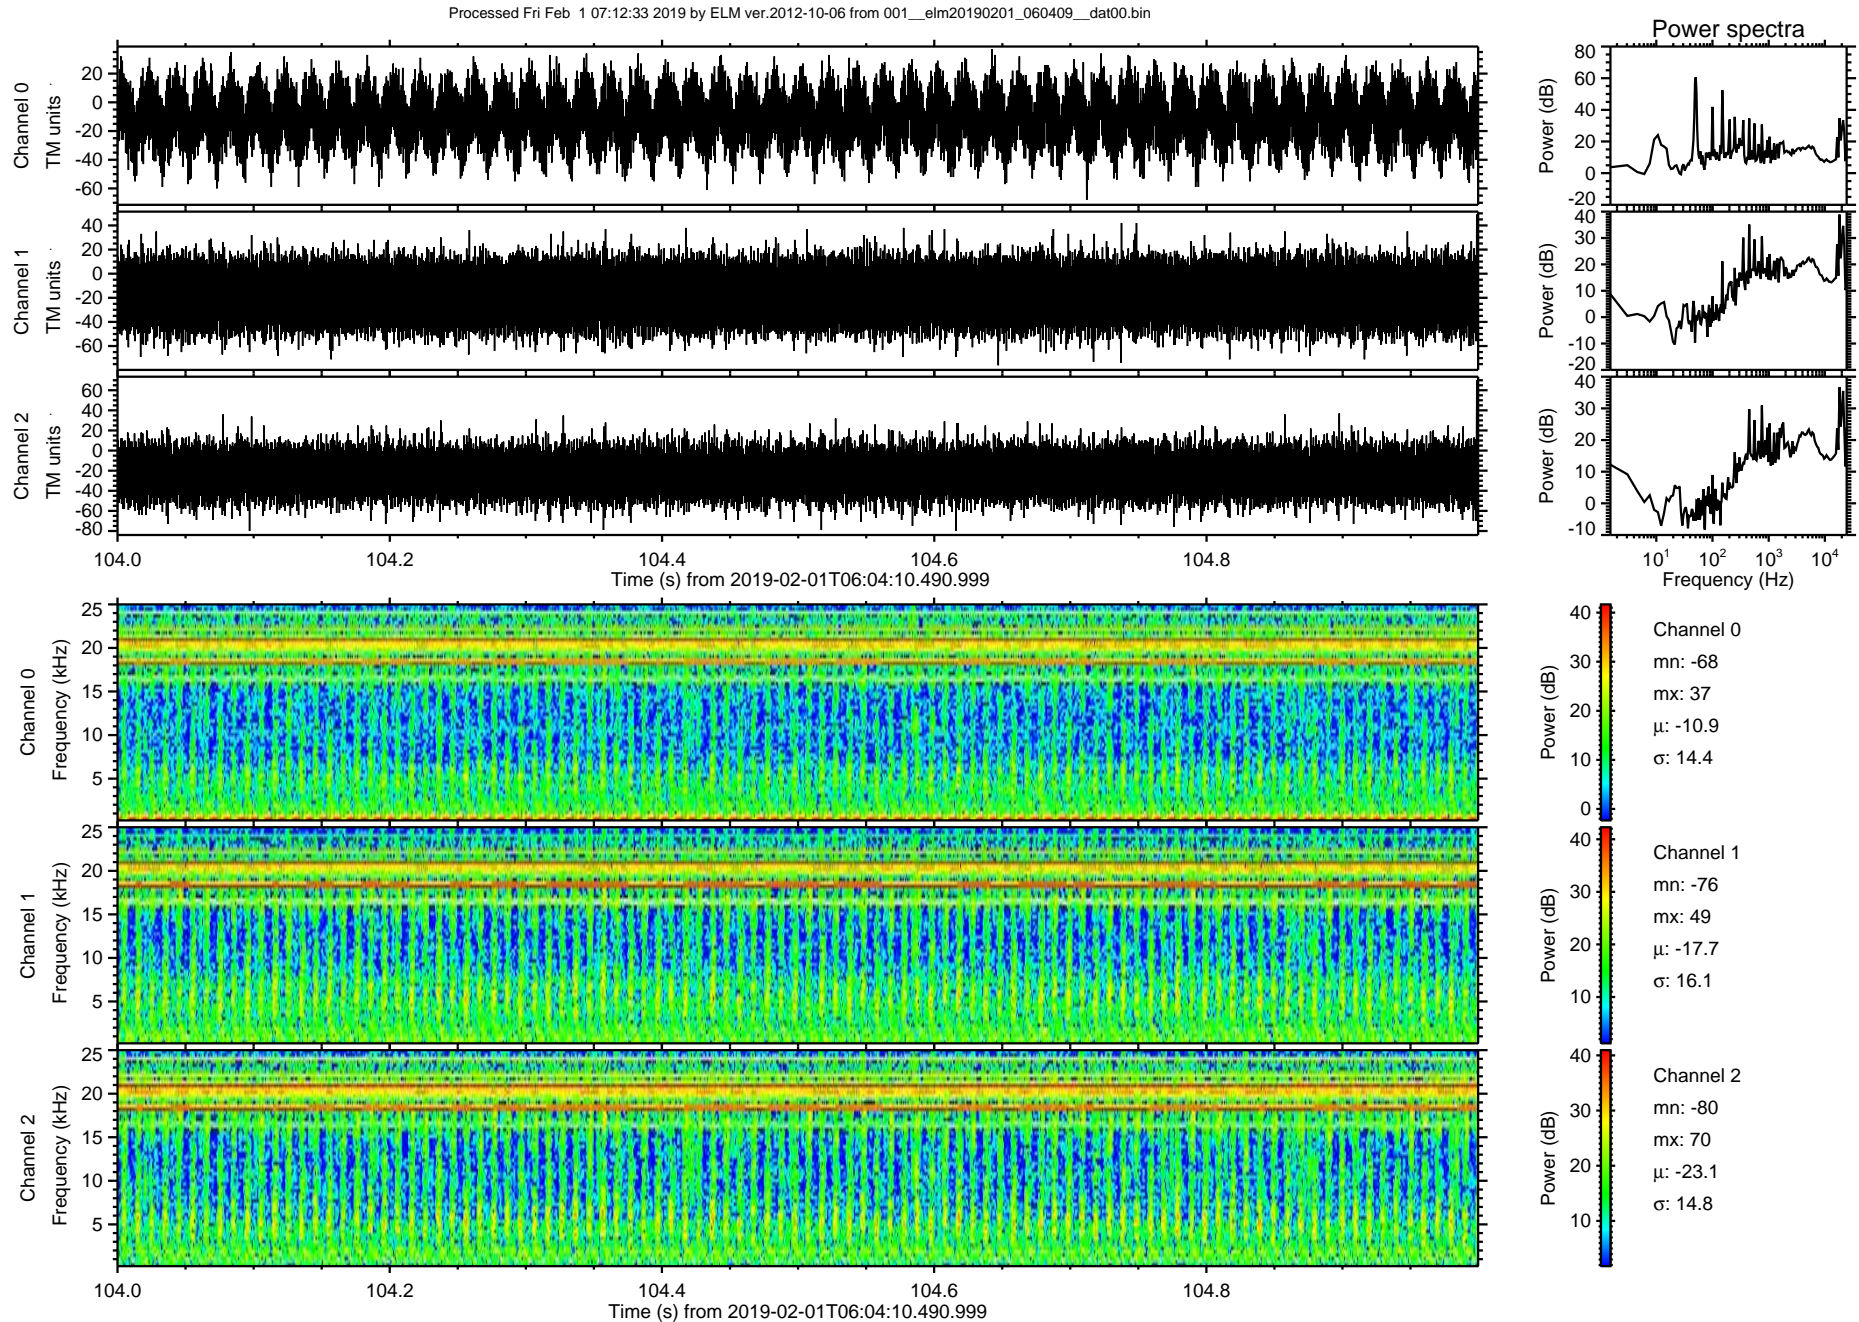 Processed Fri Feb  1 07:12:33 2019 by ELM ver.2012-10-06 from 001__elm20190201_060409__dat00.bin
Power spectra
Channel 0
TM units
20
0
-20
-40
-60
Power (dB)
80
60
40
20
0
-20
Channel 1
TM units
40
20
0
-20
-40
-60
Power (dB)
40
30
20
10
0
-10
-20
Channel 2
TM units
60
40
20
0
-20
-40
-60
-80
Power (dB)
40
30
20
10
0
-10
104.0 104.2 104.4 104.6 104.8
Time (s) from 2019-02-01T06:04:10.490.999
10¹ 10² 10³ 10⁴
Frequency (Hz)
Channel 0
Frequency (kHz)
25
20
15
10
5
Power (dB)
40
30
20
10
0
Channel 0
mn: -68
mx: 37
μ: -10.9
σ: 14.4
Channel 1
Frequency (kHz)
25
20
15
10
5
Power (dB)
40
30
20
10
Channel 1
mn: -76
mx: 49
μ: -17.7
σ: 16.1
Channel 2
Frequency (kHz)
25
20
15
10
5
Power (dB)
40
30
20
10
Channel 2
mn: -80
mx: 70
μ: -23.1
σ: 14.8
104.0 104.2 104.4 104.6 104.8
Time (s) from 2019-02-01T06:04:10.490.999